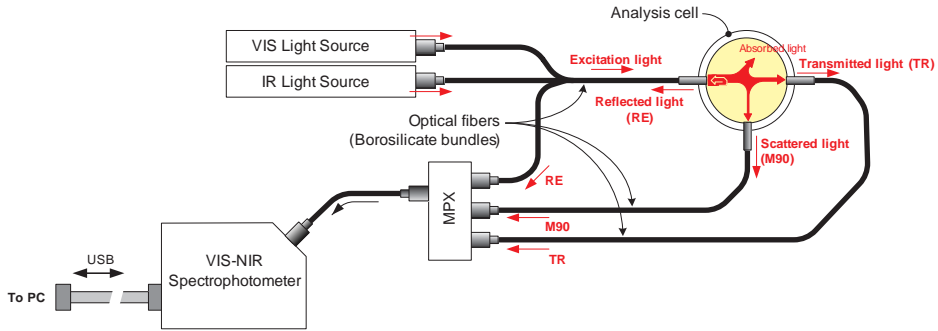 Analysis cell
VIS Light Source
IR Light Source
Excitation light
Absorbed light
Transmitted light (TR)
Reflected light
(RE)
Optical fibers
(Borosilicate bundles)
Scattered light
(M90)
RE
MPX
M90
TR
VIS-NIR
Spectrophotometer
USB
To PC